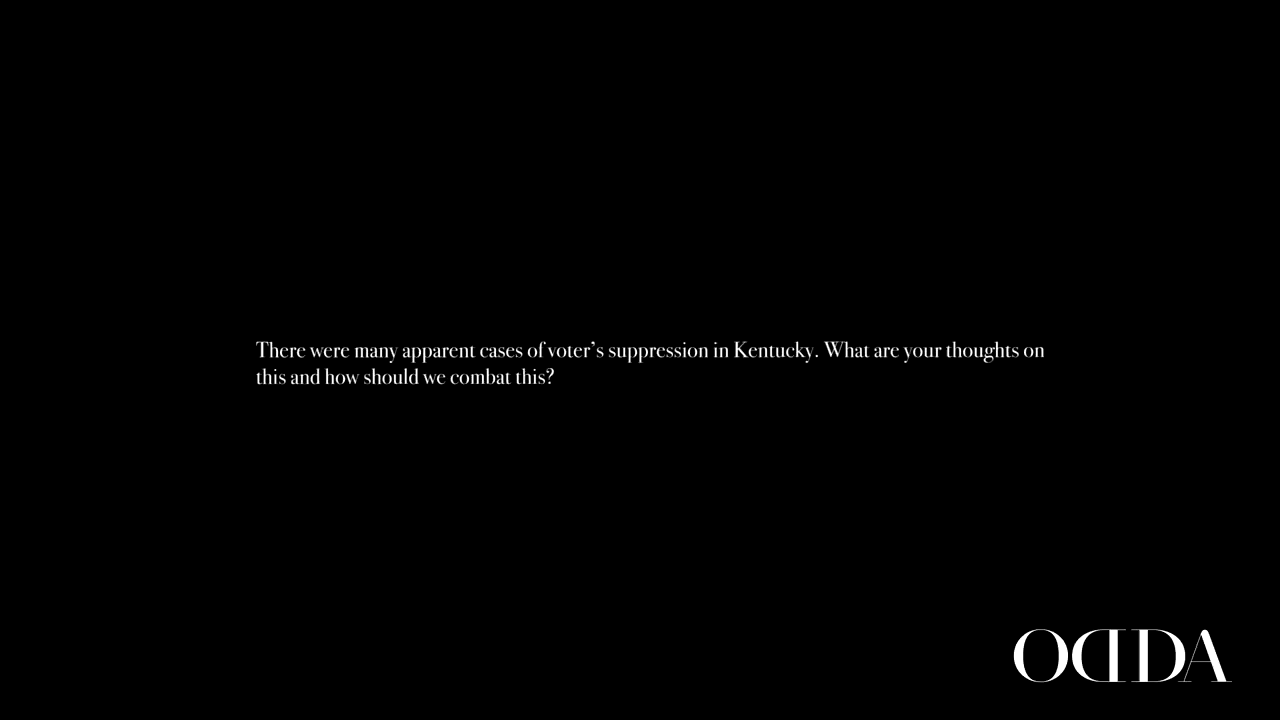 There were many apparent cases of voter’s suppression in Kentucky. What are your thoughts on
this and how should we combat this?
ODDA